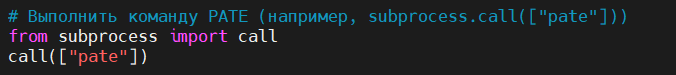 # Выполнить команду PATE (например, subprocess.call(["pate"]))
from subprocess import call
call(["pate"])